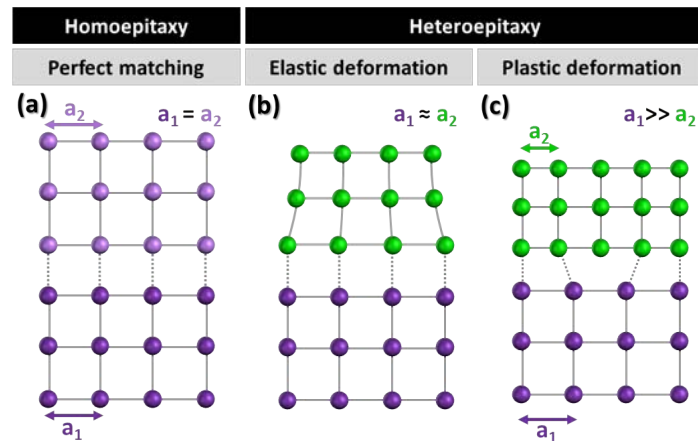 Homoepitaxy
Heteroepitaxy
Perfect matching
Elastic deformation
Plastic deformation
(a)
a₂
a₁ = a₂
a₁
(b)
a₁ ≈ a₂
(c)
a₁>> a₂
a₂
a₁